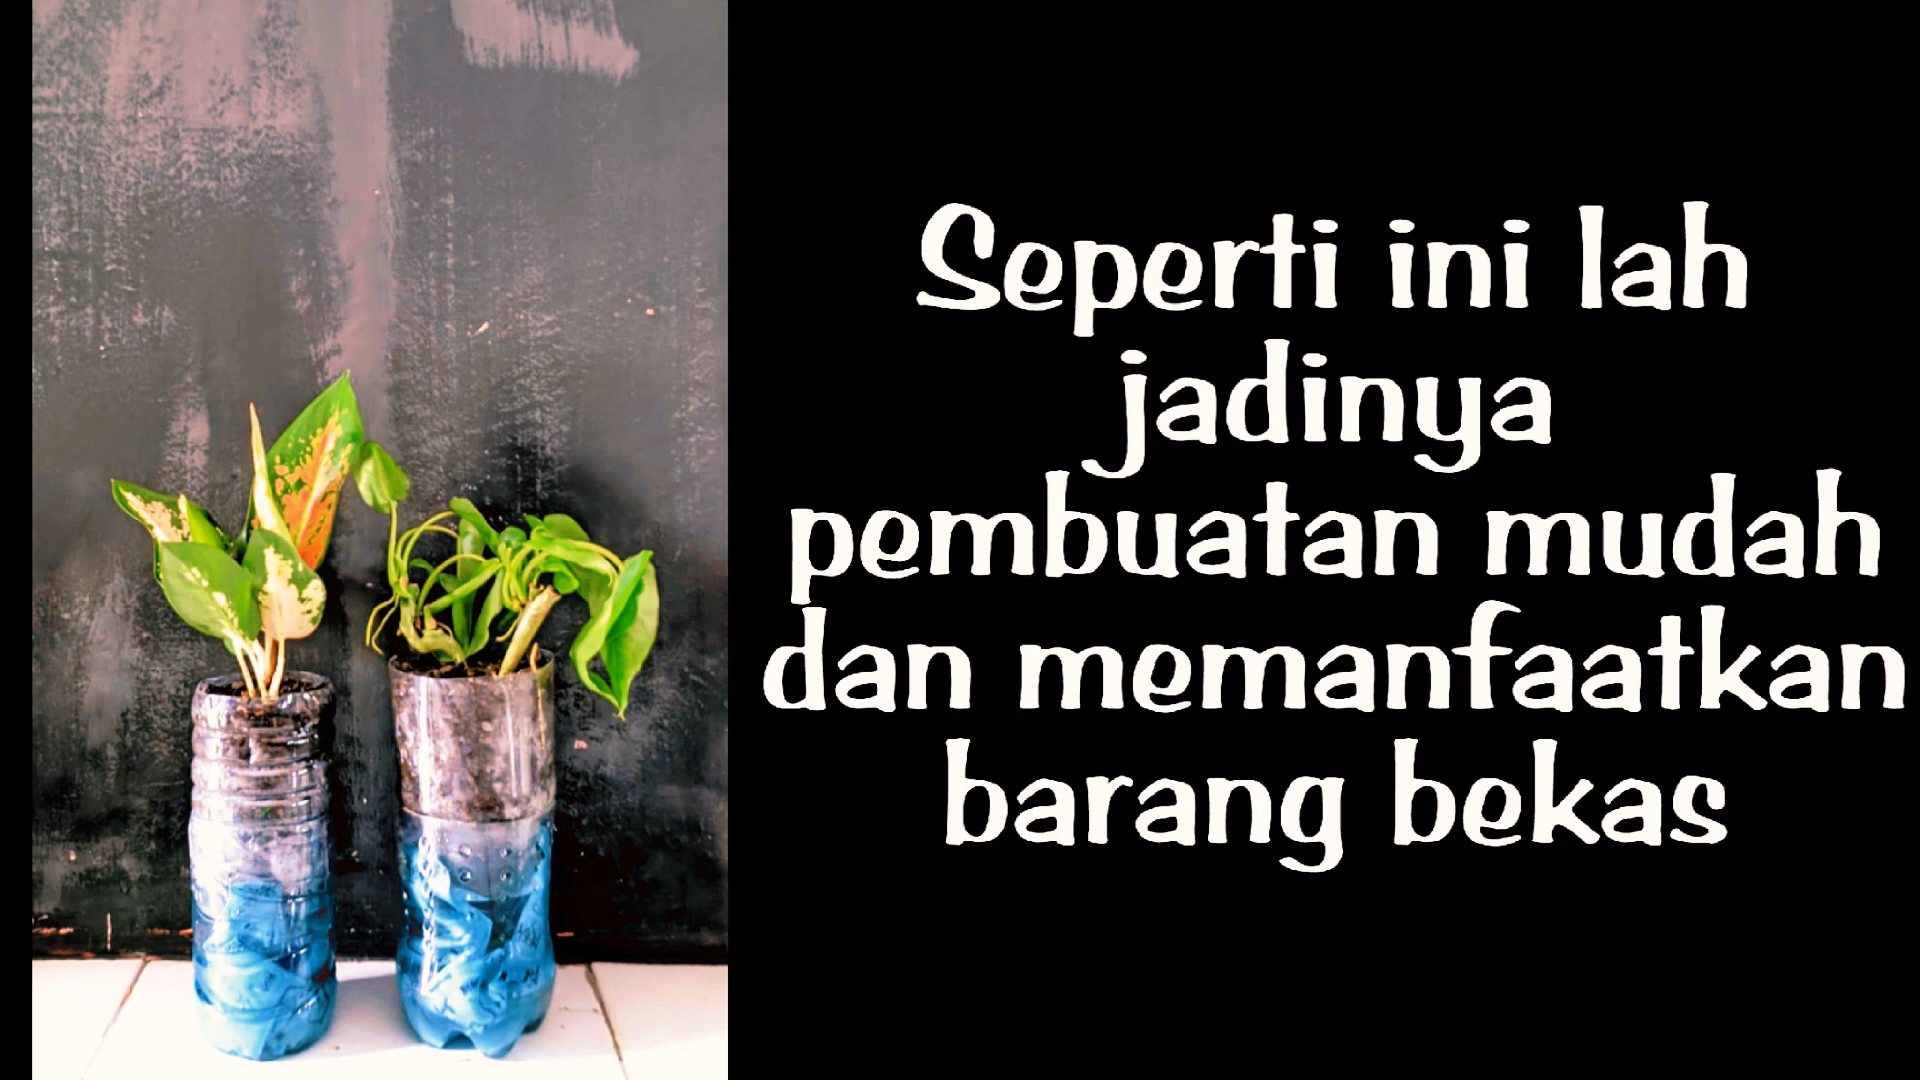 Seperti ini lah
jadinya
pembuatan mudah
dan memanfaatkan
barang bekas